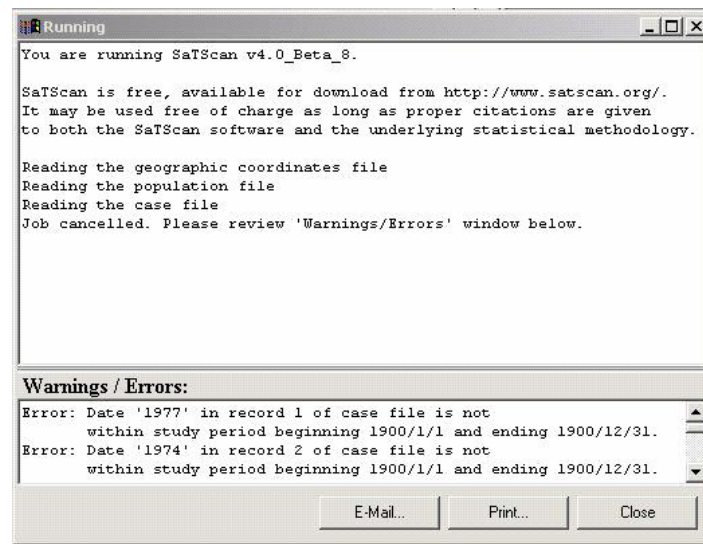 Running
You are running SaTScan v4.0_Beta_8.
SaTScan is free, available for download from http://www.satscan.org/.
It may be used free of charge as long as proper citations are given
to both the SaTScan software and the underlying statistical methodology.
Reading the geographic coordinates file
Reading the population file
Reading the case file
Job cancelled. Please review 'Warnings/Errors' window below.
Warnings / Errors:
Error: Date '1977' in record 1 of case file is not
within study period beginning 1900/1/1 and ending 1900/12/31.
Error: Date '1974' in record 2 of case file is not
within study period beginning 1900/1/1 and ending 1900/12/31.
E-Mail... Print... Close